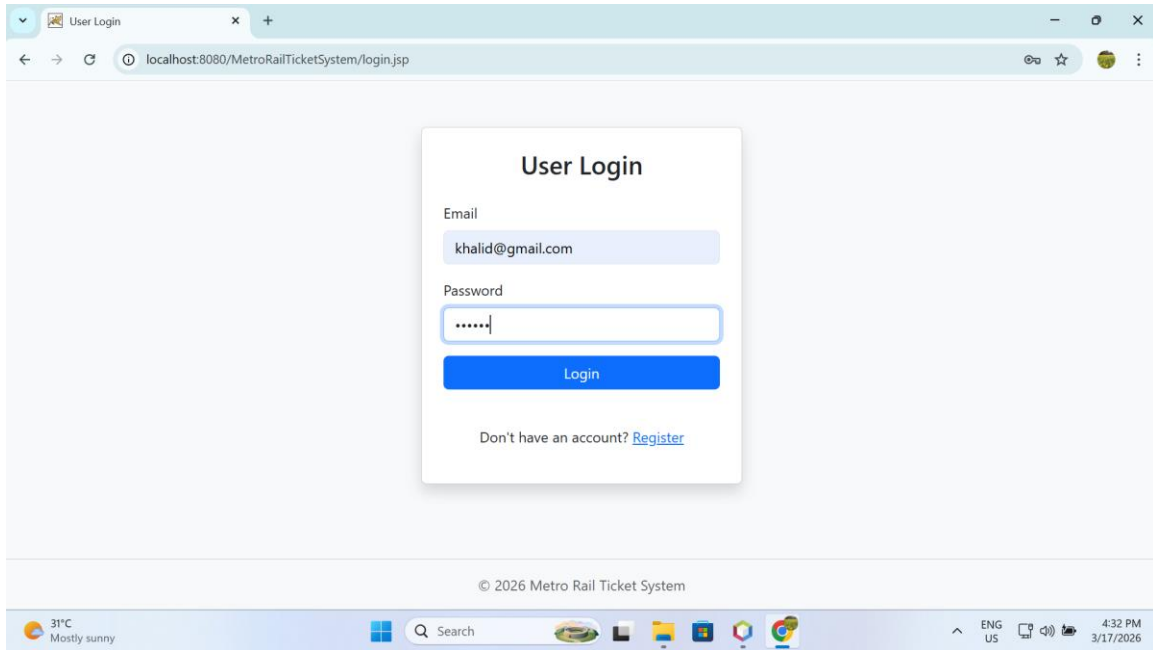 User Login
localhost:8080/MetroRailTicketSystem/login.jsp
User Login
Email
khalid@gmail.com
Password
••••••
Login
Don't have an account? Register
© 2026 Metro Rail Ticket System
31°C
Mostly sunny
Search
ENG
US
4:32 PM
3/17/2026